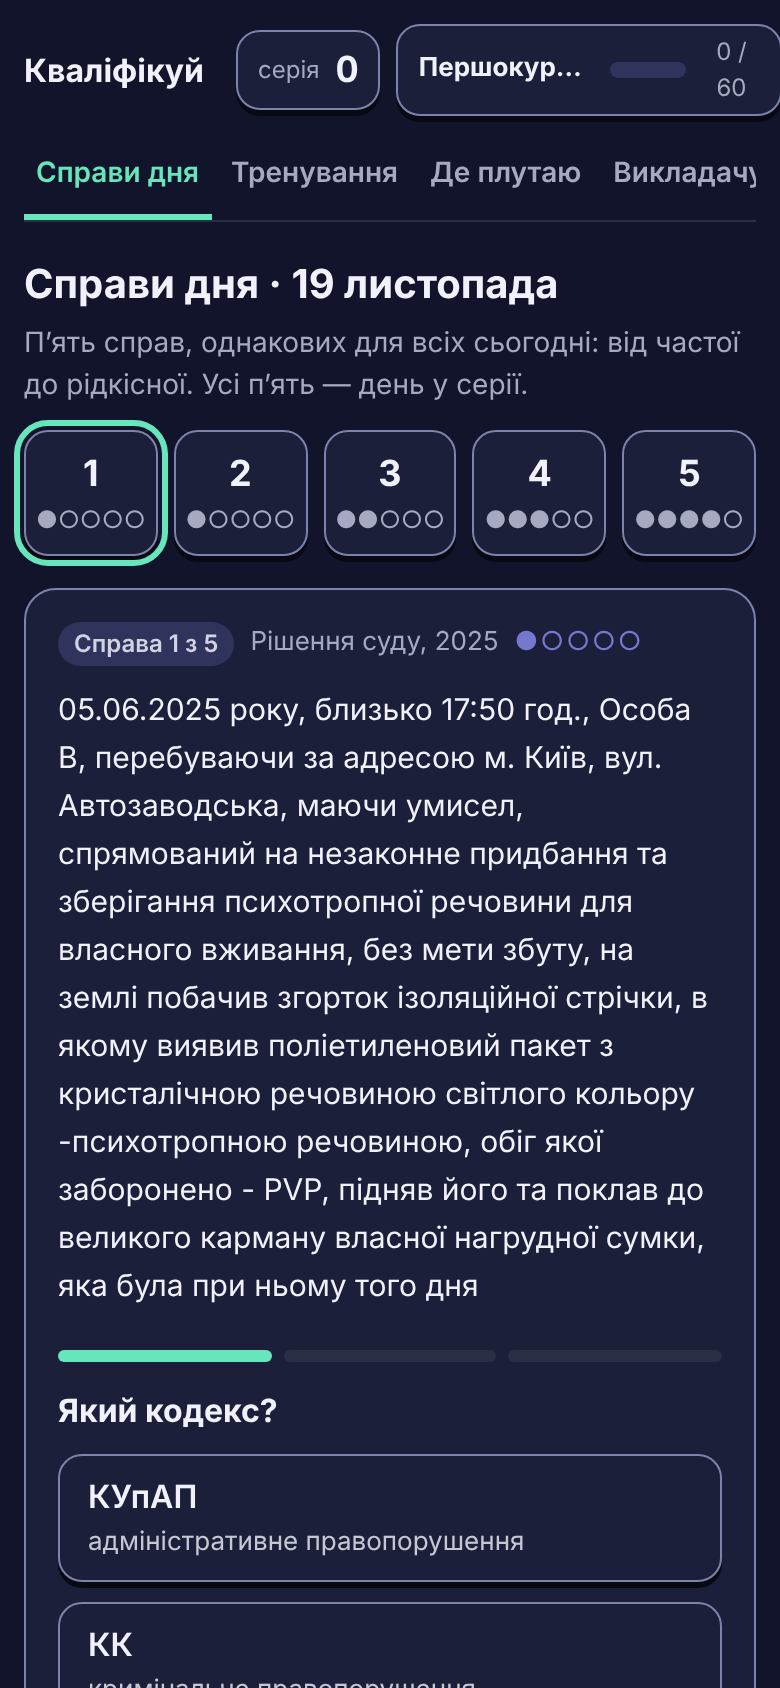 Кваліфікуй
серія 0
Першокур...
0 /
60
Справи дня Тренування Де плутаю Викладачу
Справи дня · 19 листопада
П’ять справ, однакових для всіх сьогодні: від частої
до рідкісної. Усі п’ять — день у серії.
1 2 3 4 5
Справа 1 з 5 Рішення суду, 2025
05.06.2025 року, близько 17:50 год., Особа
В, перебуваючи за адресою м. Київ, вул.
Автозаводська, маючи умисел,
спрямований на незаконне придбання та
зберігання психотропної речовини для
власного вживання, без мети збуту, на
землі побачив згорток ізоляційної стрічки, в
якому виявив поліетиленовий пакет з
кристалічною речовиною світлого кольору
-психотропною речовиною, обіг якої
заборонено - PVP, підняв його та поклав до
великого карману власної нагрудної сумки,
яка була при ньому того дня
Який кодекс?
КУпАП
адміністративне правопорушення
КК
кримінальне правопорушення